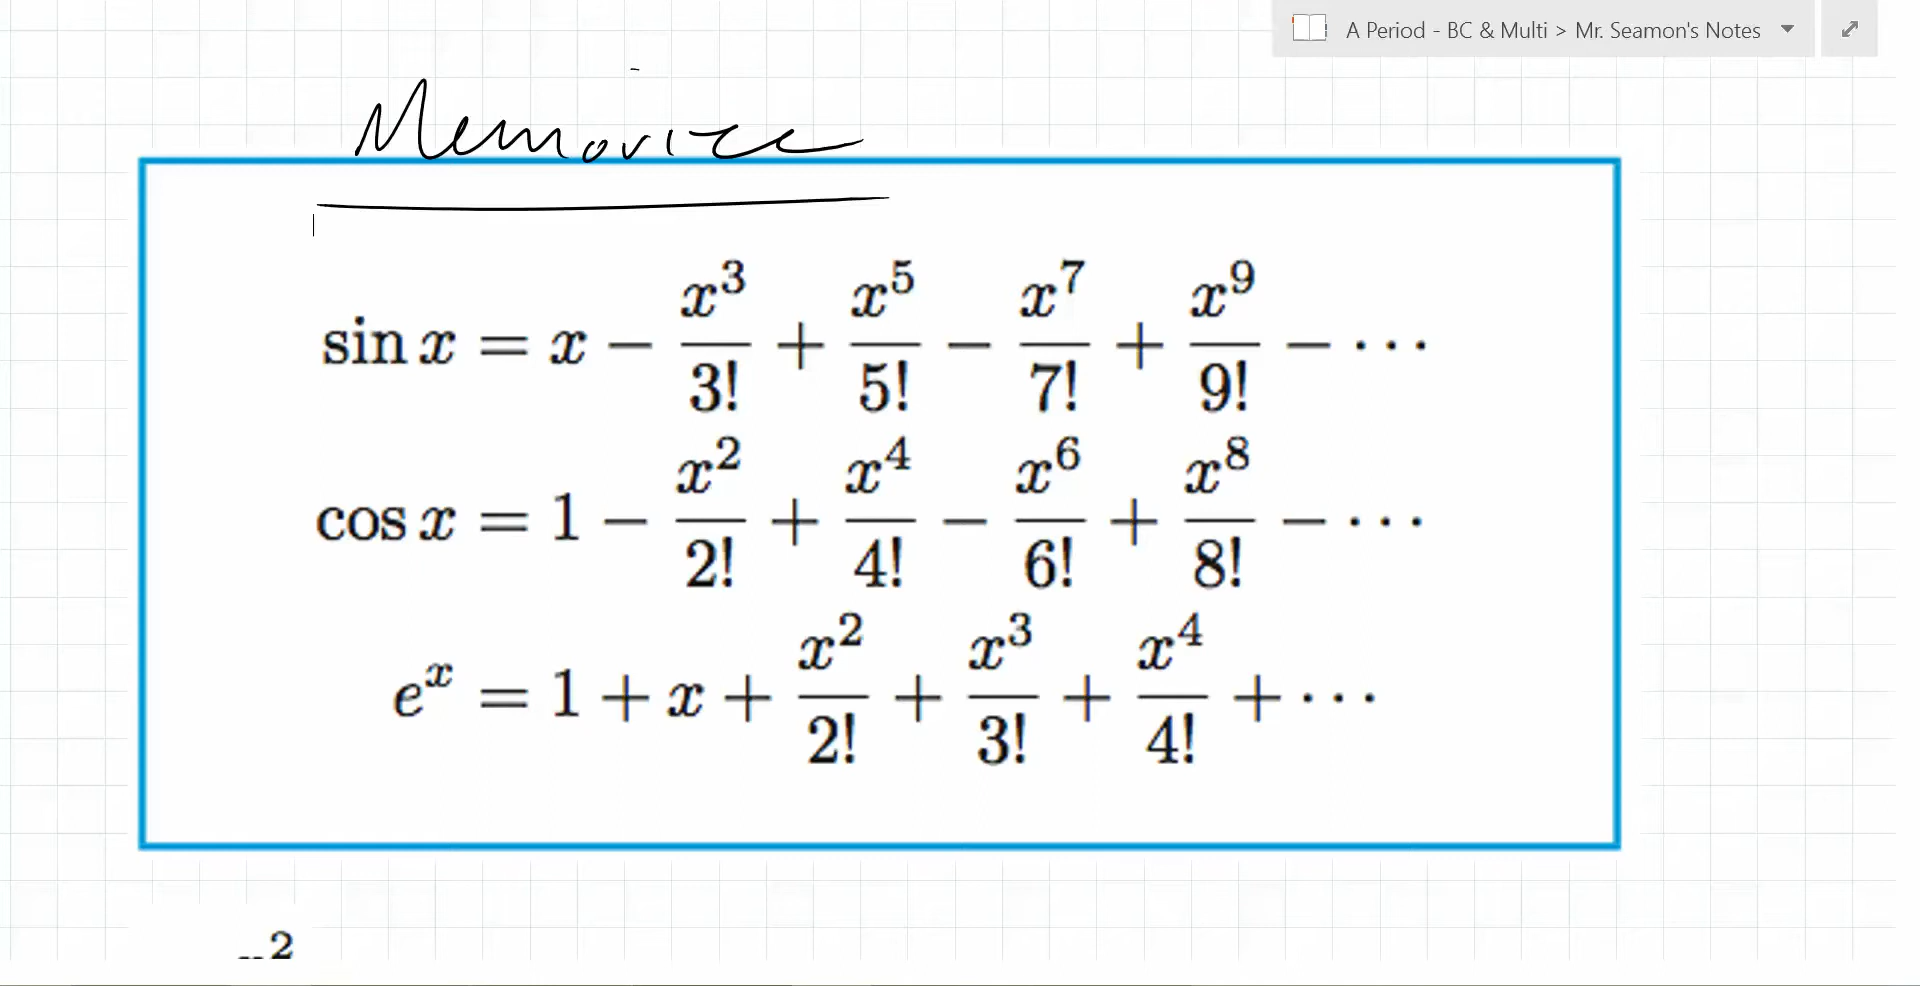 A Period - BC & Multi > Mr. Seamon's Notes
Memorize
sin x = x − x^3/3! + x^5/5! − x^7/7! + x^9/9! − ⋯
cos x = 1 − x^2/2! + x^4/4! − x^6/6! + x^8/8! − ⋯
e^x = 1 + x + x^2/2! + x^3/3! + x^4/4! + ⋯